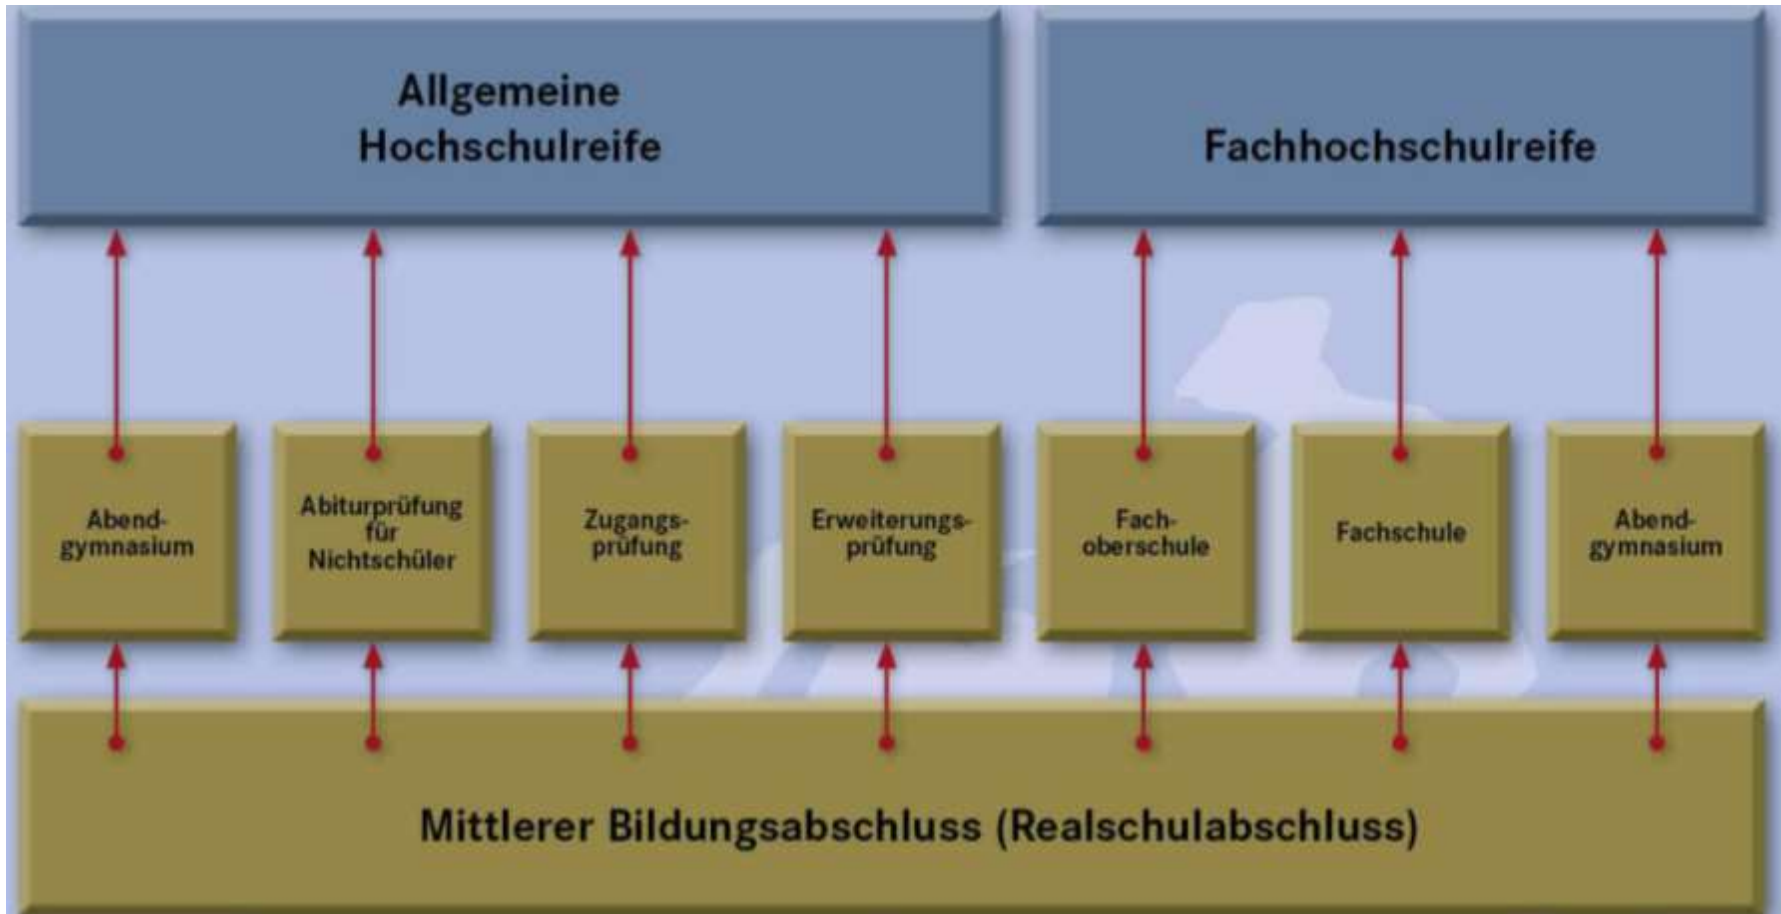 Allgemeine
Hochschulreife
Fachhochschulreife
Abend-
gymnasium
Abiturprüfung
für
Nichtschüler
Zugangs-
prüfung
Erweiterungs-
prüfung
Fach-
oberschule
Fachschule
Abend-
gymnasium
Mittlerer Bildungsabschluss (Realschulabschluss)